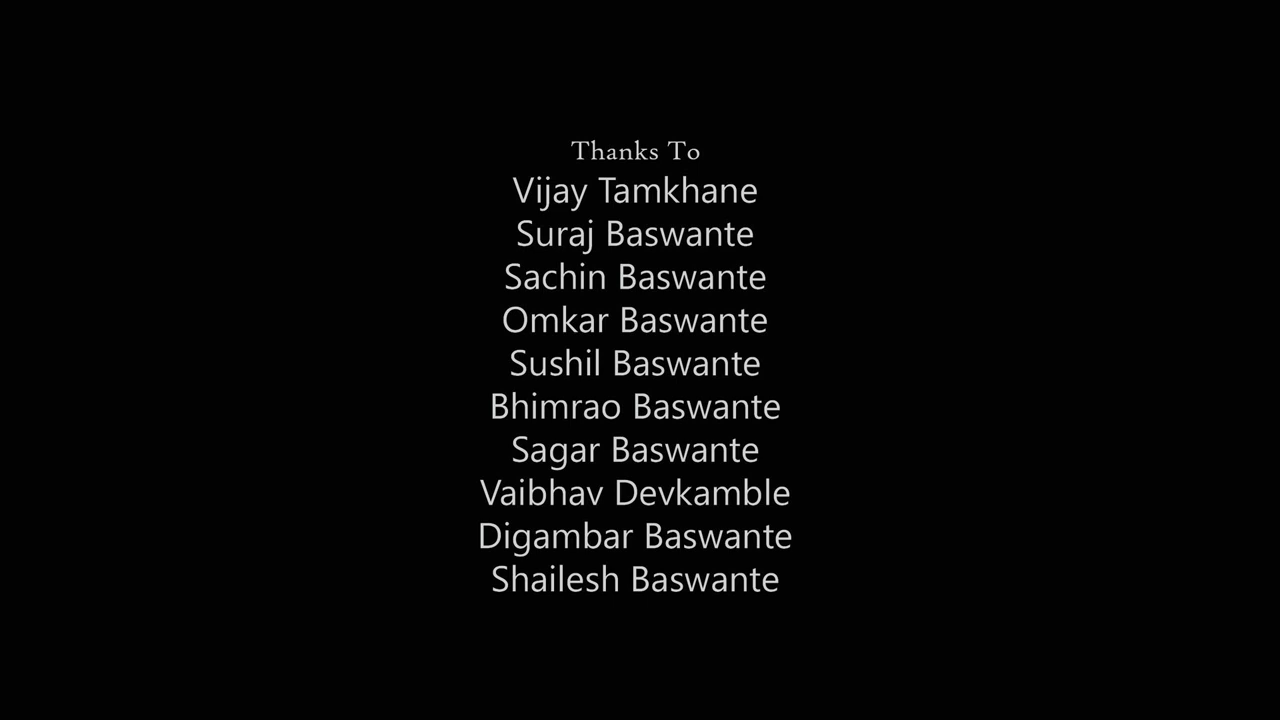 Thanks To
Vijay Tamkhane
Suraj Baswante
Sachin Baswante
Omkar Baswante
Sushil Baswante
Bhimrao Baswante
Sagar Baswante
Vaibhav Devkamble
Digambar Baswante
Shailesh Baswante